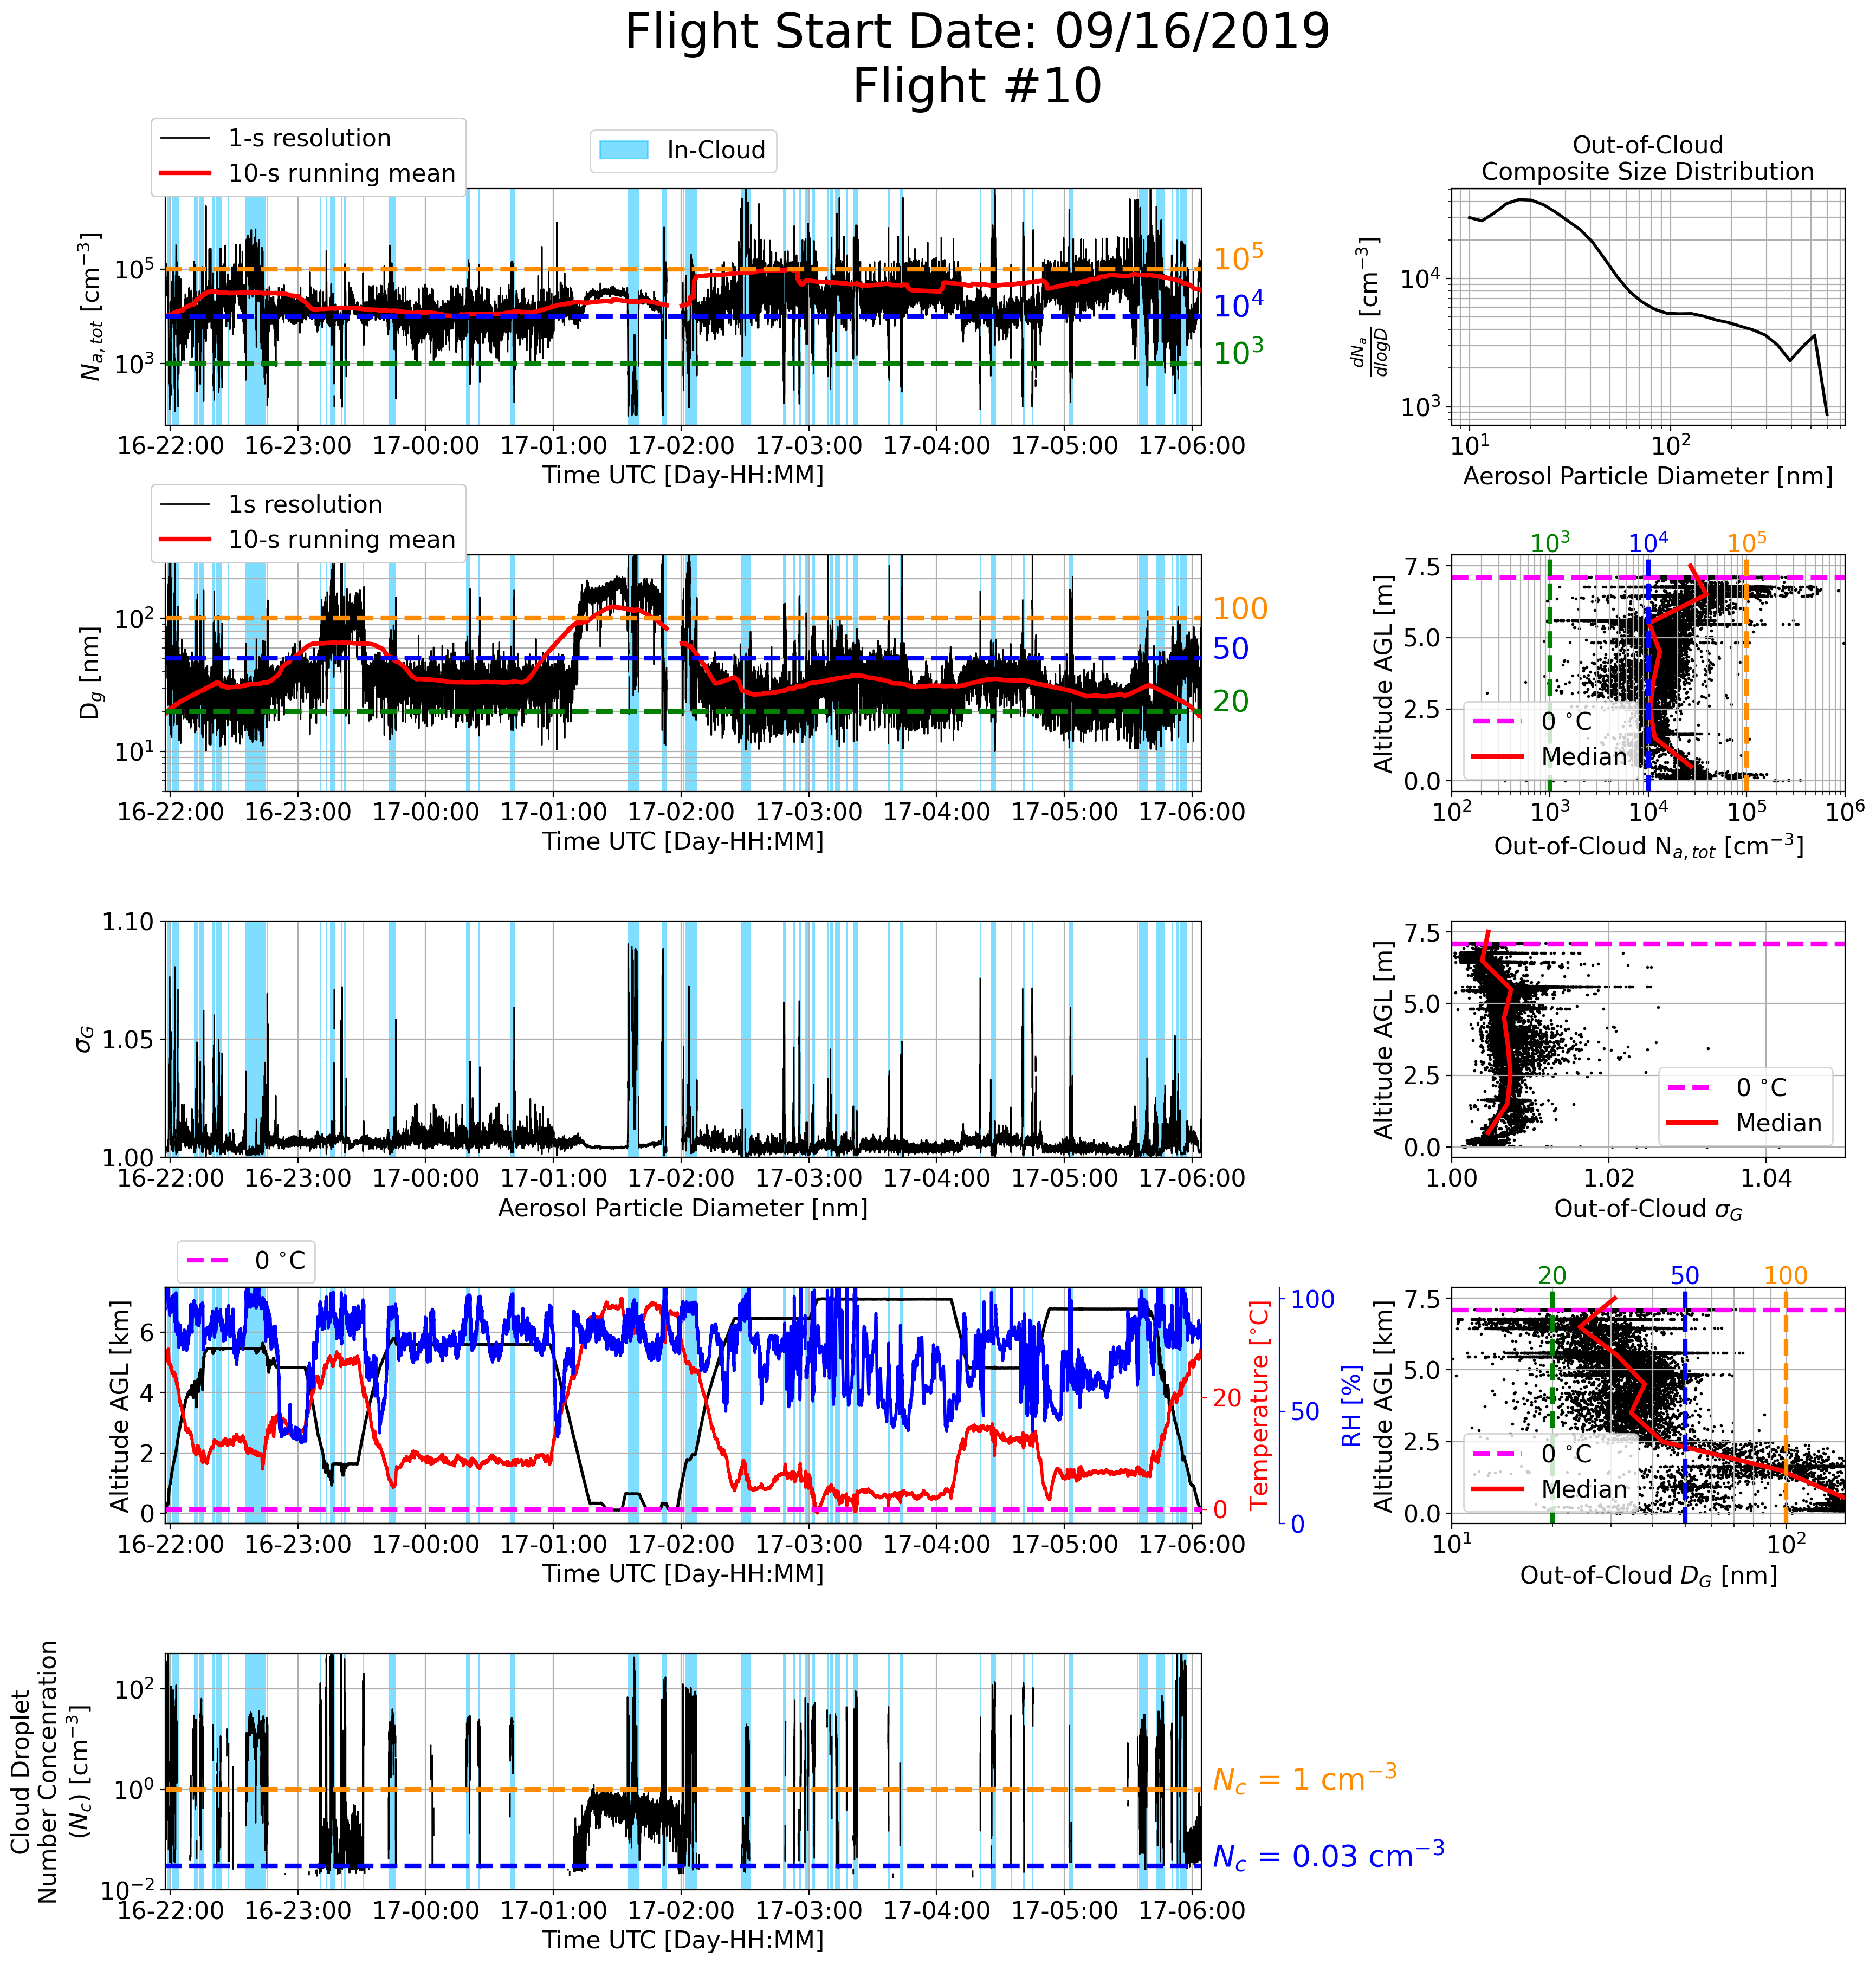 Flight Start Date: 09/16/2019
Flight #10
1-s resolution
10-s running mean
In-Cloud
N_{a,tot} [cm^{-3}]
10^5
10^3
10^5
10^4
10^3
16-22:00 16-23:00 17-00:00 17-01:00 17-02:00 17-03:00 17-04:00 17-05:00 17-06:00
Time UTC [Day-HH:MM]
Out-of-Cloud
Composite Size Distribution
dN_a/dlogD [cm^{-3}]
10^4
10^3
10^1 10^2
Aerosol Particle Diameter [nm]
1s resolution
10-s running mean
D_g [nm]
10^2
10^1
100
50
20
16-22:00 16-23:00 17-00:00 17-01:00 17-02:00 17-03:00 17-04:00 17-05:00 17-06:00
Time UTC [Day-HH:MM]
10^3 10^4 10^5
Altitude AGL [m]
7.5
5.0
2.5
0.0
0 °C
Median
10^2 10^3 10^4 10^5 10^6
Out-of-Cloud N_{a,tot} [cm^{-3}]
σ_G
1.10
1.05
1.00
16-22:00 16-23:00 17-00:00 17-01:00 17-02:00 17-03:00 17-04:00 17-05:00 17-06:00
Aerosol Particle Diameter [nm]
Altitude AGL [m]
7.5
5.0
2.5
0.0
0 °C
Median
1.00 1.02 1.04
Out-of-Cloud σ_G
0 °C
Altitude AGL [km]
6
4
2
0
20
0
Temperature [°C]
100
50
0
RH [%]
16-22:00 16-23:00 17-00:00 17-01:00 17-02:00 17-03:00 17-04:00 17-05:00 17-06:00
Time UTC [Day-HH:MM]
20 50 100
Altitude AGL [km]
7.5
5.0
2.5
0.0
0 °C
Median
10^1 10^2
Out-of-Cloud D_G [nm]
Cloud Droplet
Number Concenration
(N_c) [cm^{-3}]
10^2
10^0
10^{-2}
N_c = 1 cm^{-3}
N_c = 0.03 cm^{-3}
16-22:00 16-23:00 17-00:00 17-01:00 17-02:00 17-03:00 17-04:00 17-05:00 17-06:00
Time UTC [Day-HH:MM]